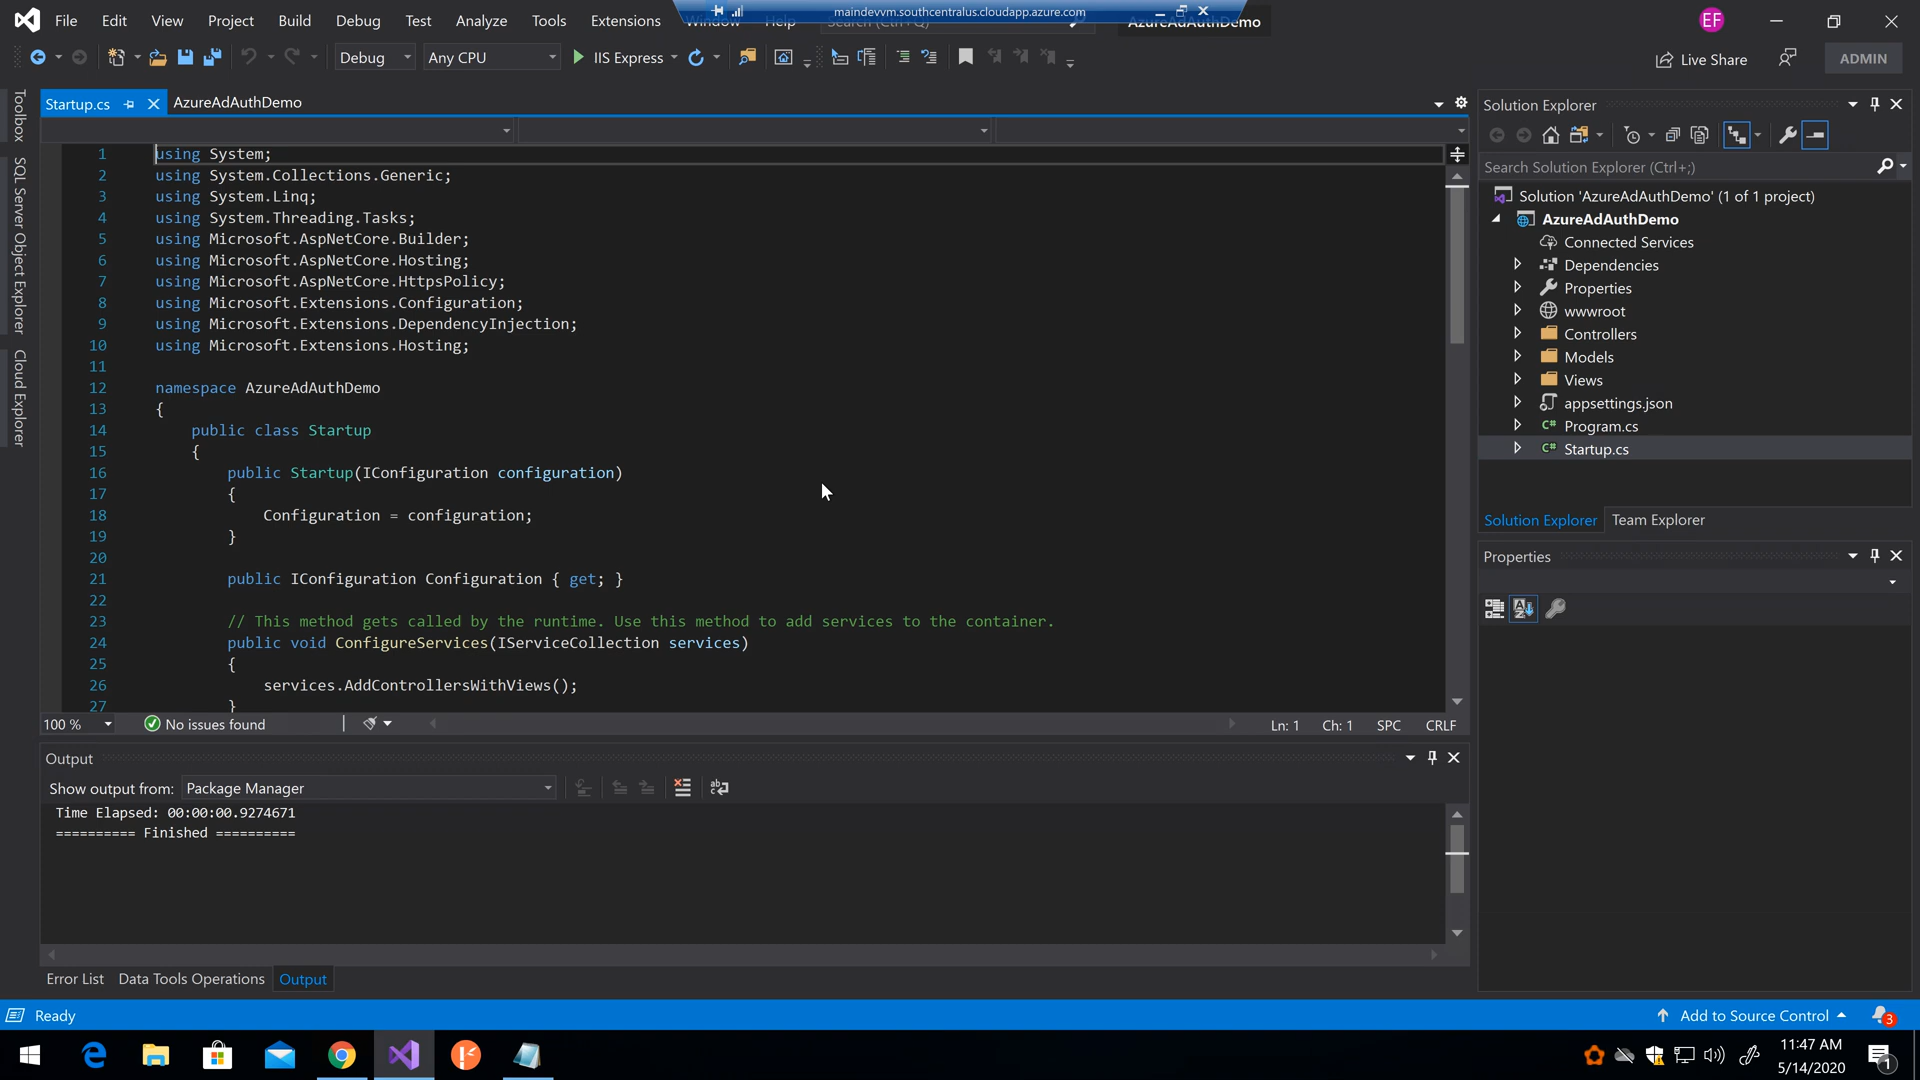 File Edit View Project Build Debug Test Analyze Tools Extensions Window Help Search (Ctrl+Q) AzureAdAuthDemo EF
maindevvm.southcentralus.cloudapp.azure.com
Debug Any CPU IIS Express Live Share ADMIN
Toolbox
SQL Server Object Explorer
Cloud Explorer
Startup.cs AzureAdAuthDemo
1 using System;
2 using System.Collections.Generic;
3 using System.Linq;
4 using System.Threading.Tasks;
5 using Microsoft.AspNetCore.Builder;
6 using Microsoft.AspNetCore.Hosting;
7 using Microsoft.AspNetCore.HttpsPolicy;
8 using Microsoft.Extensions.Configuration;
9 using Microsoft.Extensions.DependencyInjection;
10 using Microsoft.Extensions.Hosting;
11
12 namespace AzureAdAuthDemo
13 {
14 public class Startup
15 {
16 public Startup(IConfiguration configuration)
17 {
18 Configuration = configuration;
19 }
20
21 public IConfiguration Configuration { get; }
22
23 // This method gets called by the runtime. Use this method to add services to the container.
24 public void ConfigureServices(IServiceCollection services)
25 {
26 services.AddControllersWithViews();
27 }
100 % No issues found Ln: 1 Ch: 1 SPC CRLF
Output
Show output from: Package Manager
Time Elapsed: 00:00:00.9274671
========== Finished ==========
Error List Data Tools Operations Output
Solution Explorer
Search Solution Explorer (Ctrl+;)
Solution 'AzureAdAuthDemo' (1 of 1 project)
AzureAdAuthDemo
Connected Services
Dependencies
Properties
wwwroot
Controllers
Models
Views
appsettings.json
C# Program.cs
C# Startup.cs
Solution Explorer Team Explorer
Properties
Ready Add to Source Control 3
11:47 AM
5/14/2020
1